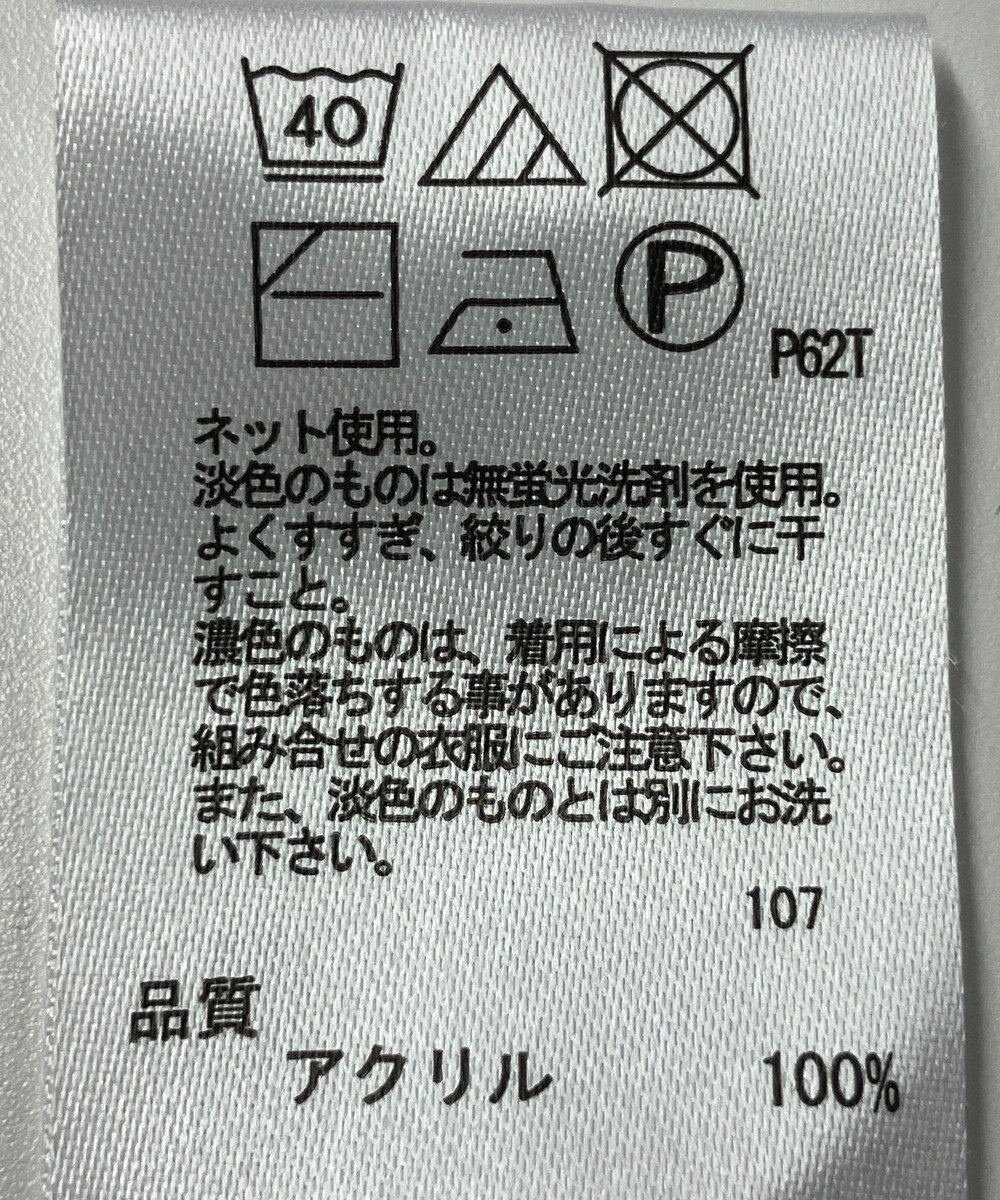 40
P
P62T
ネット使用。
淡色のものは無蛍光洗剤を使用。
よくすすぎ、絞りの後すぐに干
すこと。
濃色のものは、着用による摩擦
で色落ちする事がありますので、
組み合せの衣服にご注意下さい。
また、淡色のものとは別にお洗
い下さい。
107
品質
アクリル 100%